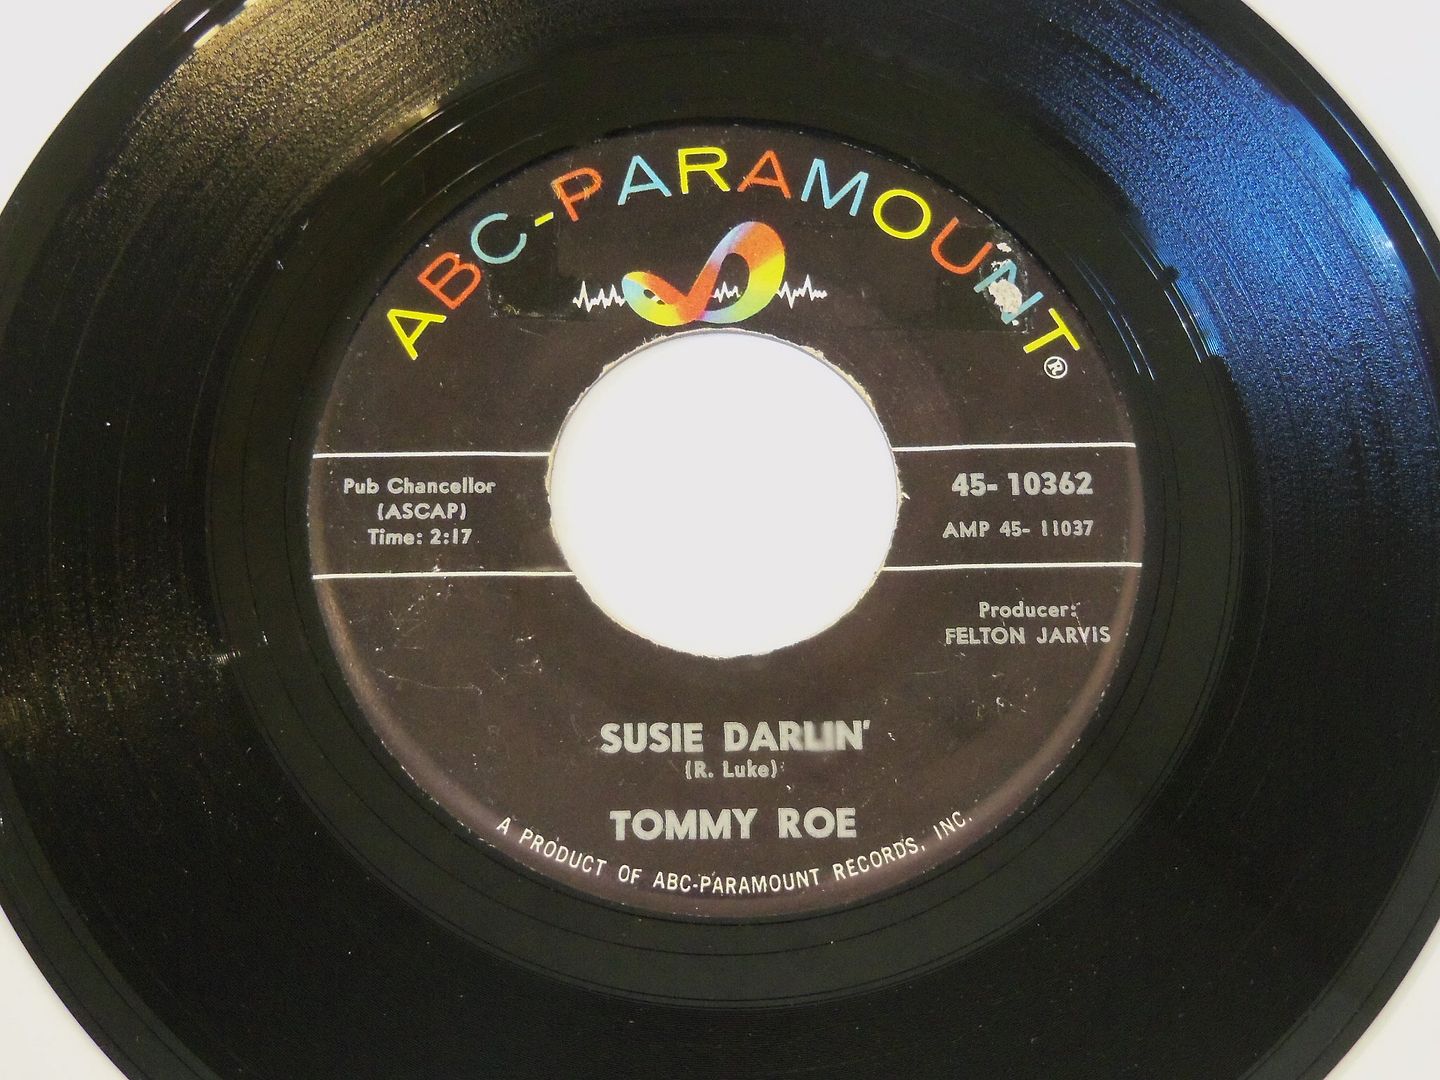 ABC-PARAMOUNT®
Pub Chancellor
(ASCAP)
Time: 2:17
45-10362
AMP 45-11037
Producer:
FELTON JARVIS
SUSIE DARLIN'
(R. Luke)
TOMMY ROE
A PRODUCT OF ABC-PARAMOUNT RECORDS, INC.